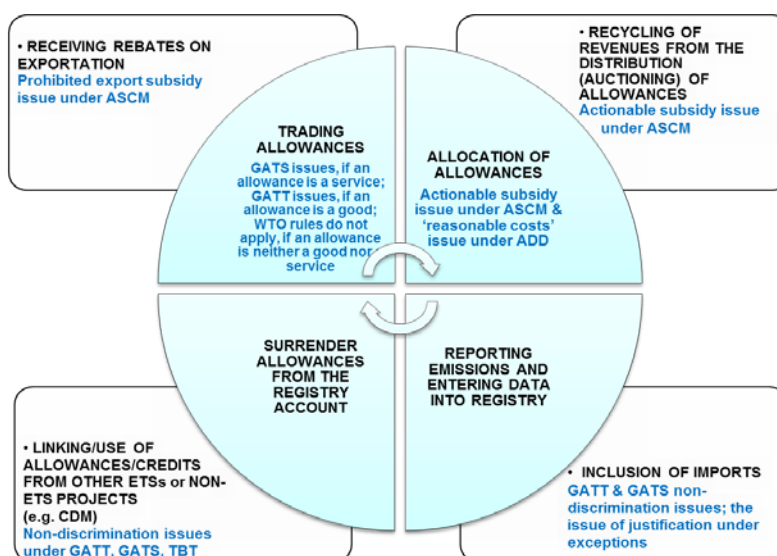 • RECEIVING REBATES ON
EXPORTATION
Prohibited export subsidy
issue under ASCM
• RECYCLING OF
REVENUES FROM THE
DISTRIBUTION
(AUCTIONING) OF
ALLOWANCES
Actionable subsidy issue
under ASCM
TRADING
ALLOWANCES
GATS issues, if an
allowance is a service;
GATT issues, if an
allowance is a good;
WTO rules do not
apply, if an allowance
is neither a good nor
service
ALLOCATION OF
ALLOWANCES
Actionable subsidy
issue under ASCM &
‘reasonable costs’
issue under ADD
SURRENDER
ALLOWANCES
FROM THE
REGISTRY
ACCOUNT
REPORTING
EMISSIONS AND
ENTERING DATA
INTO REGISTRY
• LINKING/USE OF
ALLOWANCES/CREDITS
FROM OTHER ETSs or NON-
ETS PROJECTS
(e.g. CDM)
Non-discrimination issues
under GATT, GATS, TBT
• INCLUSION OF IMPORTS
GATT & GATS non-
discrimination issues; the
issue of justification under
exceptions